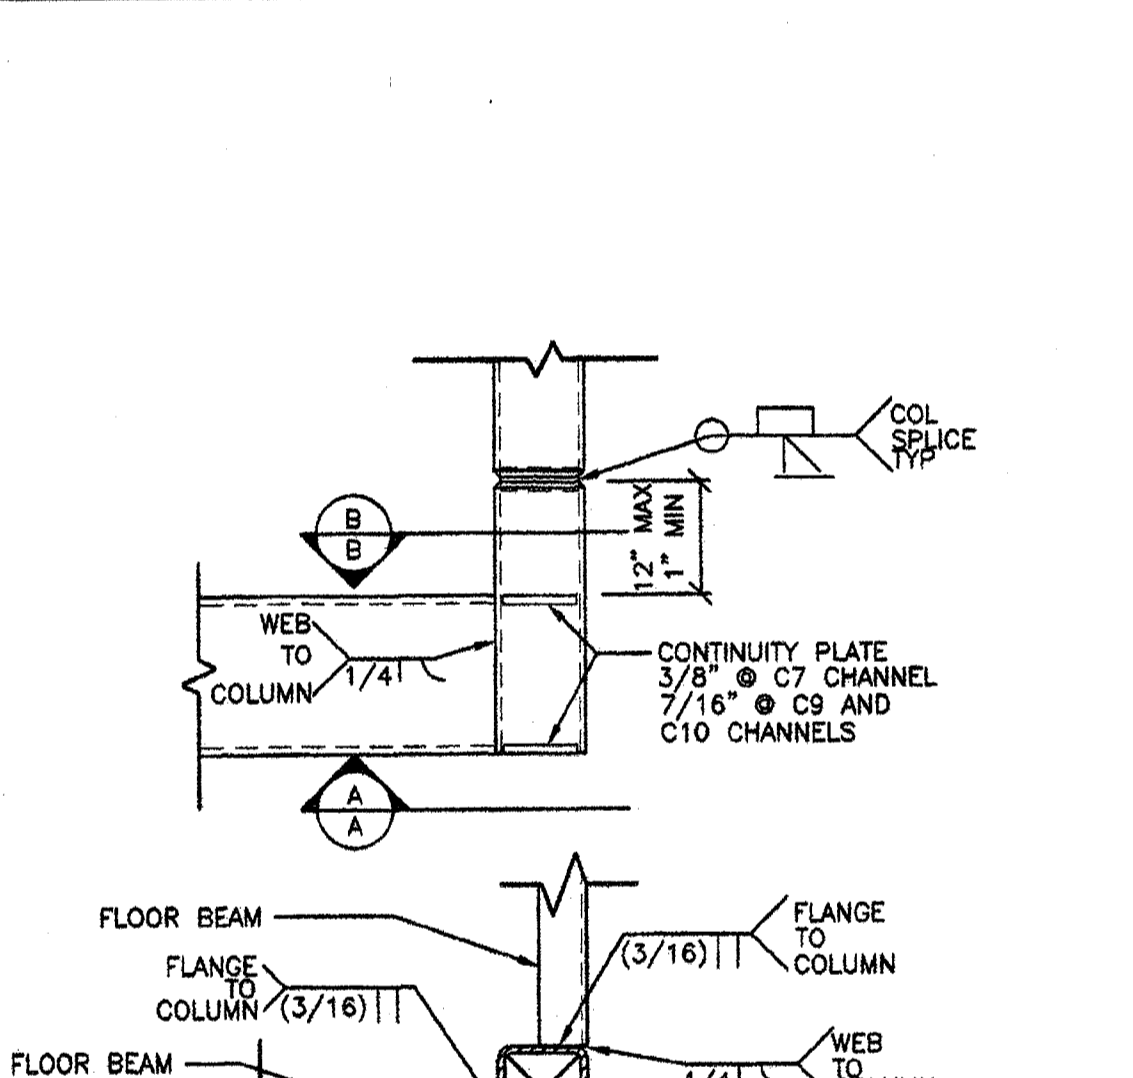 COL
SPLICE
TYP
B
B
12" MAX
1" MIN
WEB
TO
COLUMN
1/4
CONTINUITY PLATE
3/8" @ C7 CHANNEL
7/16" @ C9 AND
C10 CHANNELS
A
A
FLOOR BEAM
FLANGE
TO
COLUMN
(3/16)
FLANGE
TO
COLUMN
(3/16)
FLOOR BEAM
WEB
TO